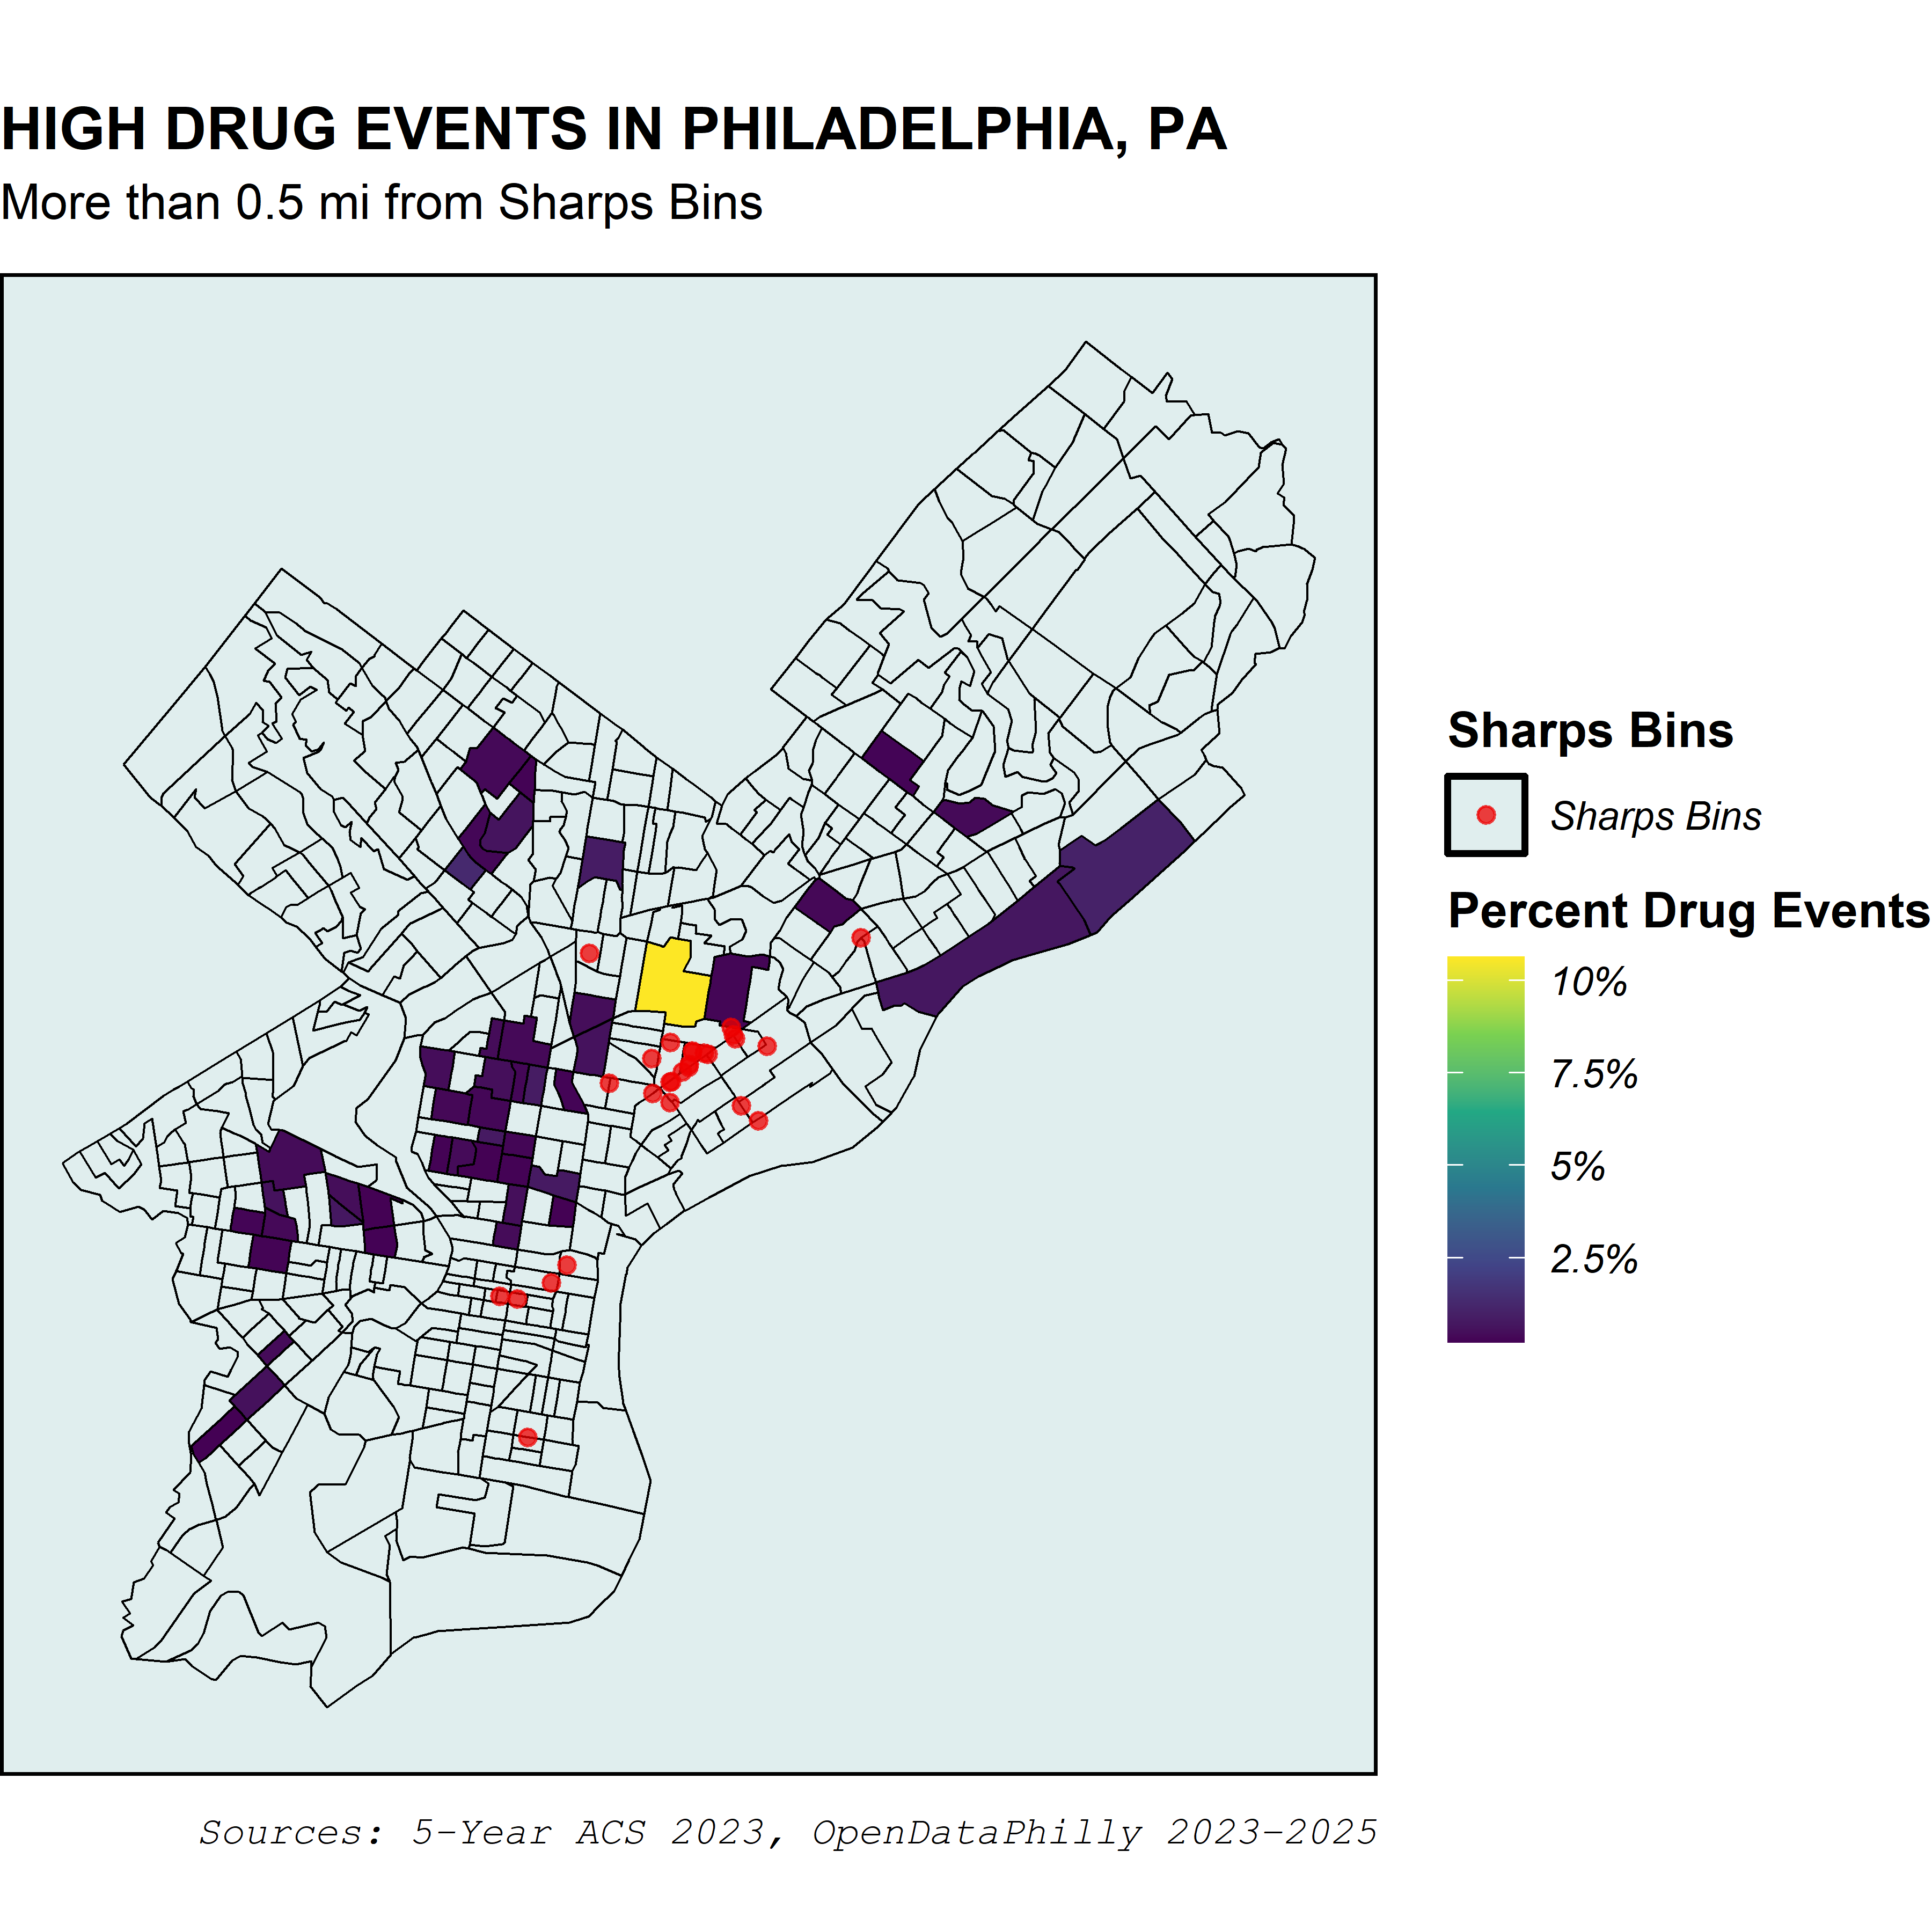 HIGH DRUG EVENTS IN PHILADELPHIA, PA
More than 0.5 mi from Sharps Bins
Sharps Bins
Sharps Bins
Percent Drug Events
10%
7.5%
5%
2.5%
Sources: 5-Year ACS 2023, OpenDataPhilly 2023-2025